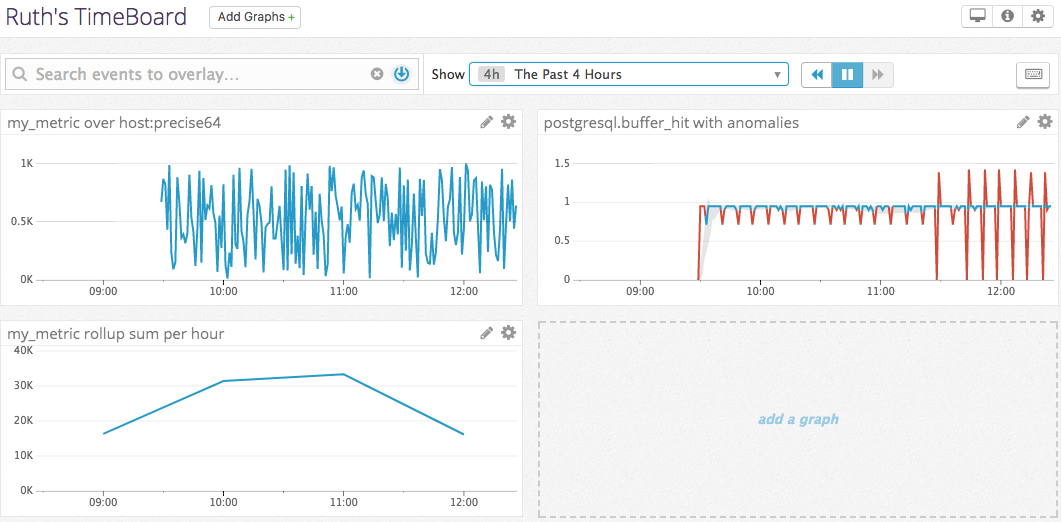 Ruth's TimeBoard
Add Graphs +
Search events to overlay...
Show
4h The Past 4 Hours
my_metric over host:precise64
1K
0.5K
0K
09:00 10:00 11:00 12:00
postgresql.buffer_hit with anomalies
1.5
1
0.5
0
09:00 10:00 11:00 12:00
my_metric rollup sum per hour
40K
30K
20K
10K
0K
09:00 10:00 11:00 12:00
add a graph